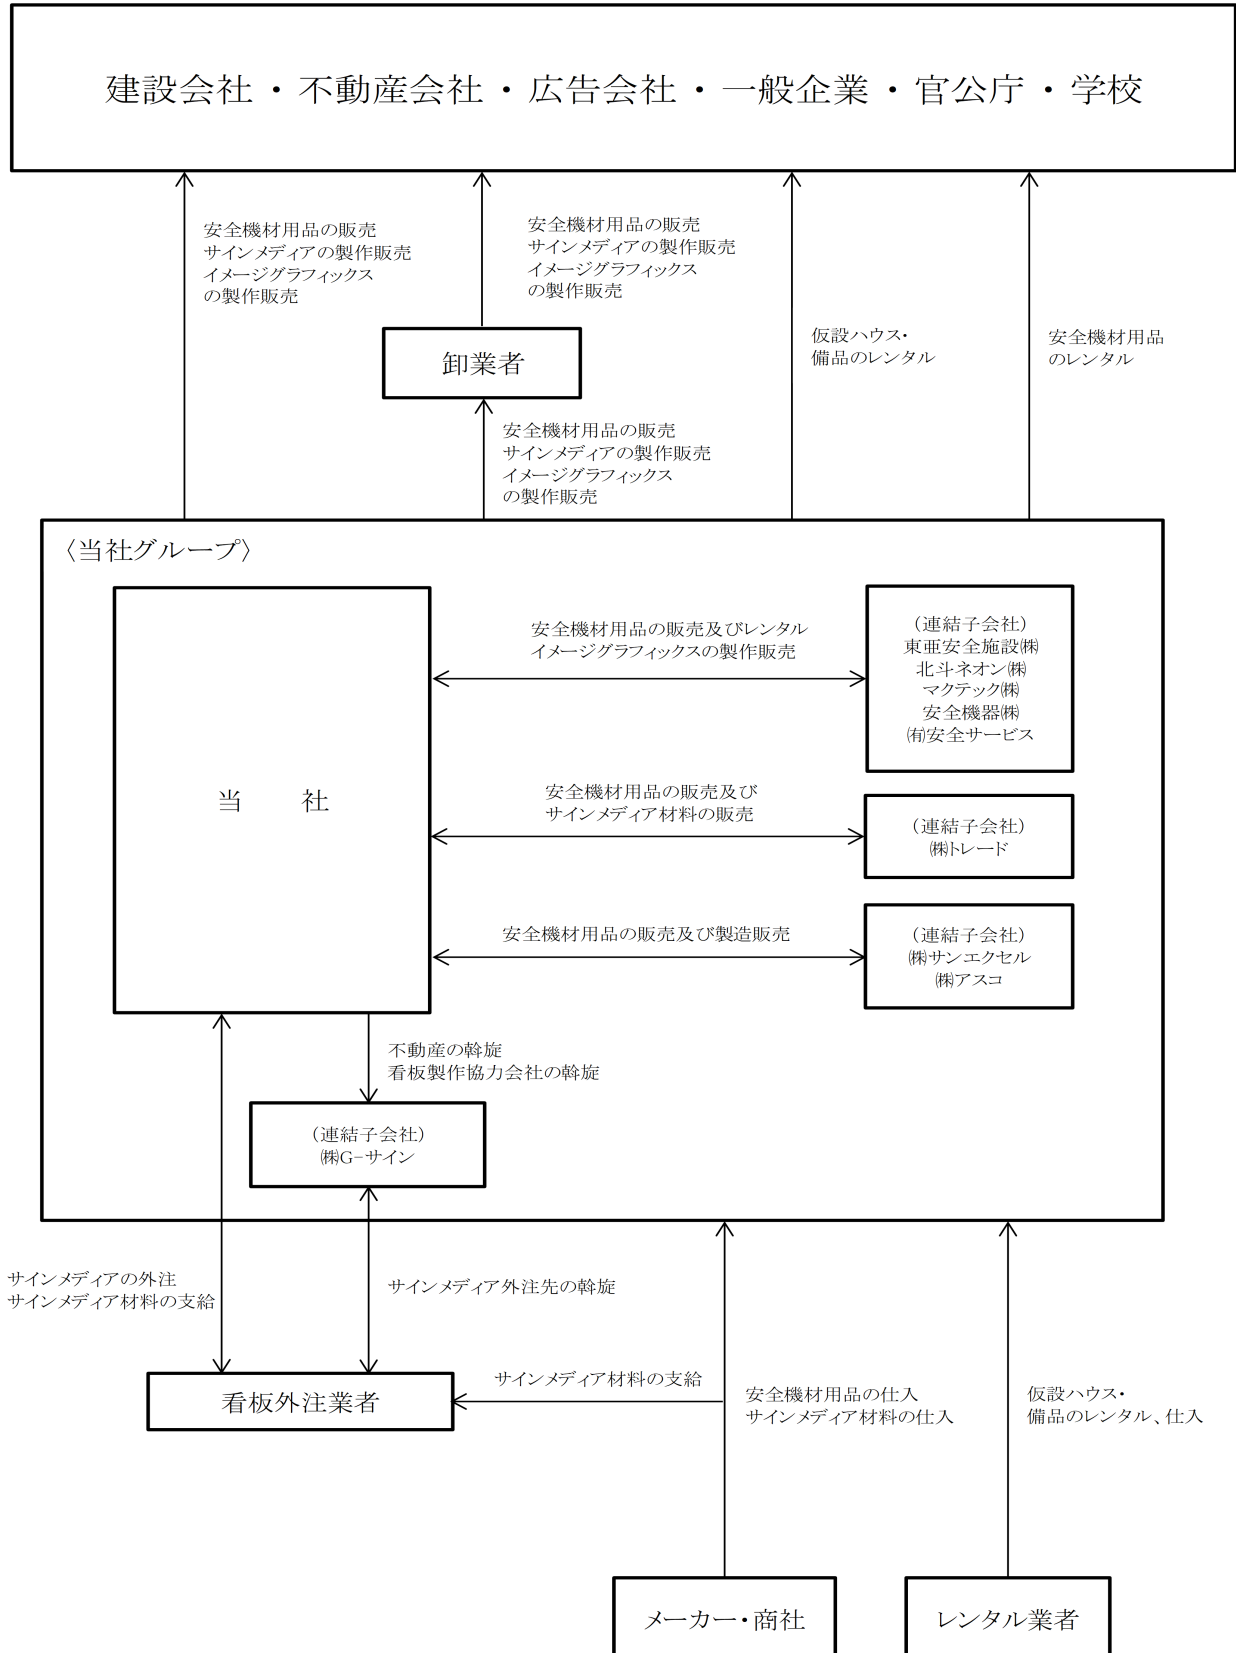 建設会社・不動産会社・広告会社・一般企業・官公庁・学校
安全機材用品の販売
サインメディアの製作販売
イメージグラフィックス
の製作販売
安全機材用品の販売
サインメディアの製作販売
イメージグラフィックス
の製作販売
仮設ハウス・
備品のレンタル
安全機材用品
のレンタル
卸業者
安全機材用品の販売
サインメディアの製作販売
イメージグラフィックス
の製作販売
〈当社グループ〉
当　　社
安全機材用品の販売及びレンタル
イメージグラフィックスの製作販売
（連結子会社）
東亜安全施設㈱
北斗ネオン㈱
マクテック㈱
安全機器㈱
㈲安全サービス
安全機材用品の販売及び
サインメディア材料の販売
（連結子会社）
㈱トレード
安全機材用品の販売及び製造販売
（連結子会社）
㈱サンエクセル
㈱アスコ
不動産の斡旋
看板製作協力会社の斡旋
（連結子会社）
㈱G−サイン
サインメディアの外注
サインメディア材料の支給
サインメディア外注先の斡旋
看板外注業者
サインメディア材料の支給
安全機材用品の仕入
サインメディア材料の仕入
仮設ハウス・
備品のレンタル、仕入
メーカー・商社
レンタル業者